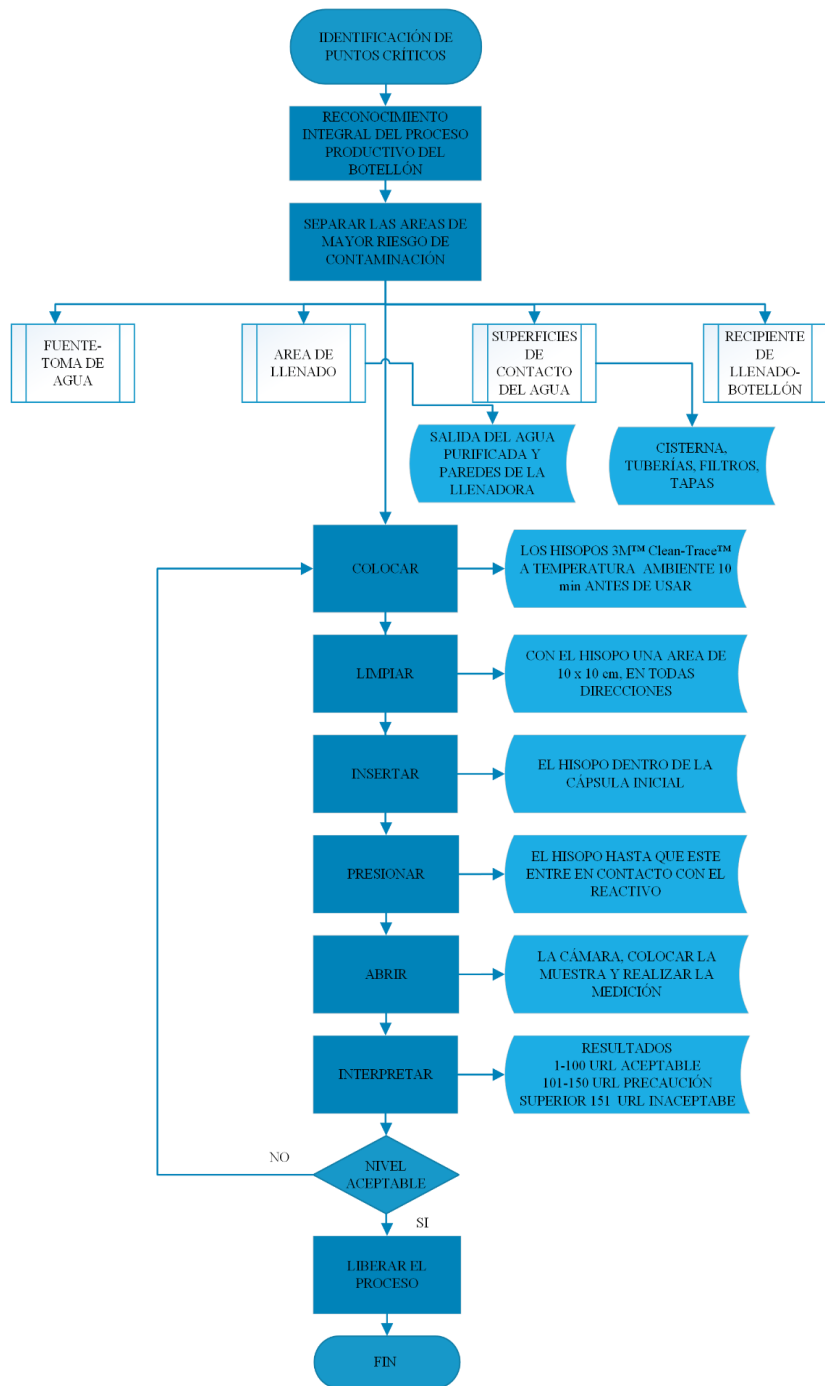 IDENTIFICACIÓN DE
PUNTOS CRÍTICOS
RECONOCIMIENTO
INTEGRAL DEL PROCESO
PRODUCTIVO DEL
BOTELLÓN
SEPARAR LAS AREAS DE
MAYOR RIESGO DE
CONTAMINACIÓN
FUENTE-
TOMA DE
AGUA
AREA DE
LLENADO
SUPERFICIES
DE
CONTACTO
DEL AGUA
RECIPIENTE
DE
LLENADO-
BOTELLÓN
SALIDA DEL AGUA
PURIFICADA Y
PAREDES DE LA
LLENADORA
CISTERNA,
TUBERÍAS, FILTROS,
TAPAS
COLOCAR
LOS HISOPOS 3M™ Clean-Trace™
A TEMPERATURA AMBIENTE 10
min ANTES DE USAR
LIMPIAR
CON EL HISOPO UNA AREA DE
10 x 10 cm, EN TODAS
DIRECCIONES
INSERTAR
EL HISOPO DENTRO DE LA
CÁPSULA INICIAL
PRESIONAR
EL HISOPO HASTA QUE ESTE
ENTRE EN CONTACTO CON EL
REACTIVO
ABRIR
LA CÁMARA, COLOCAR LA
MUESTRA Y REALIZAR LA
MEDICIÓN
INTERPRETAR
RESULTADOS
1-100 URL ACEPTABLE
101-150 URL PRECAUCIÓN
SUPERIOR 151 URL INACEPTABE
NO
NIVEL
ACEPTABLE
SI
LIBERAR EL
PROCESO
FIN